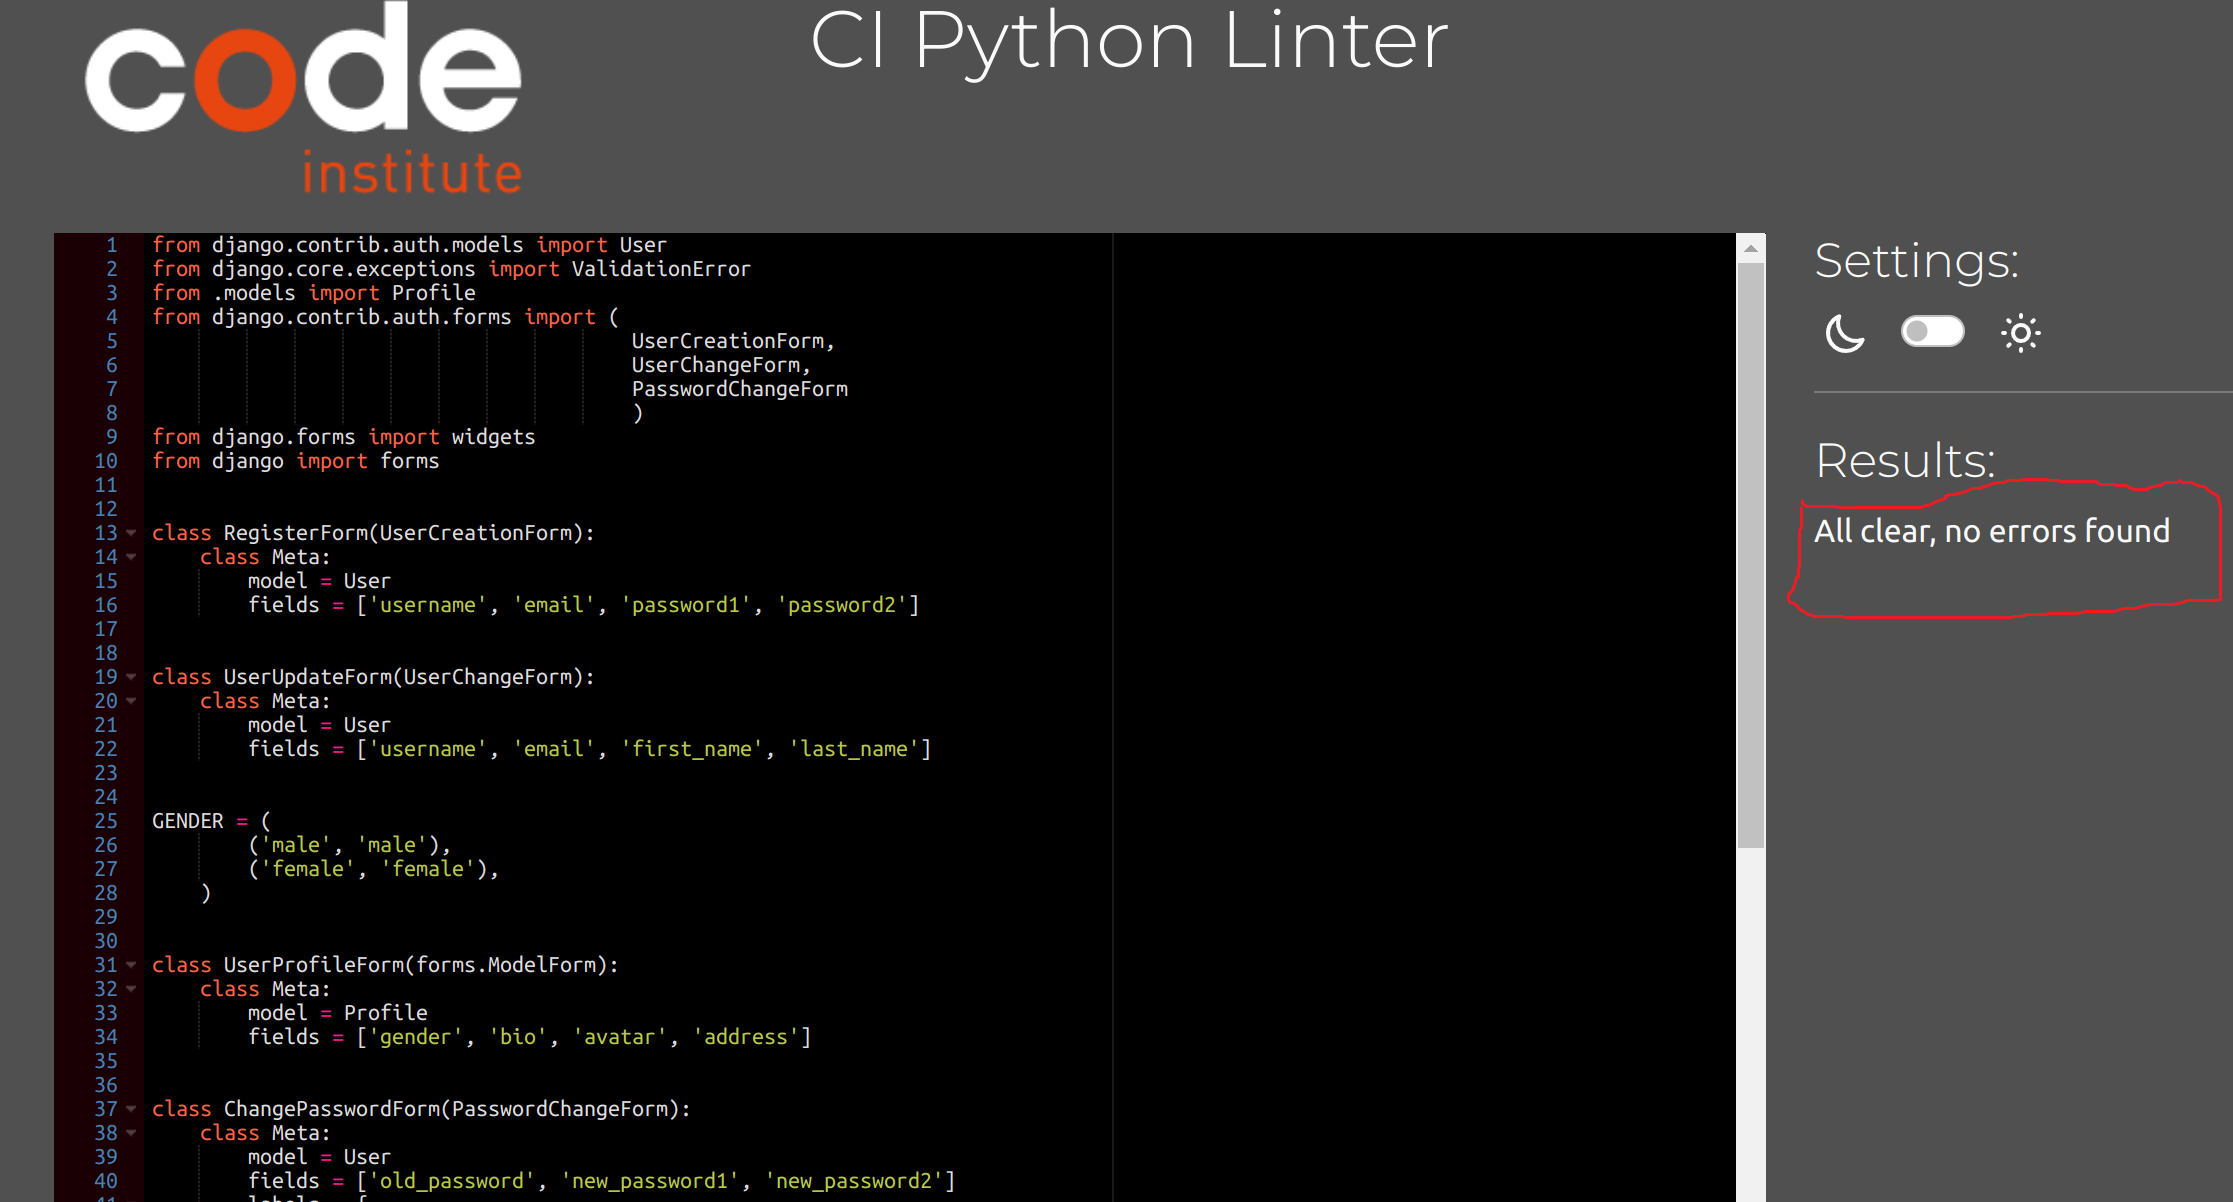 code
institute
CI Python Linter
1 from django.contrib.auth.models import User
2 from django.core.exceptions import ValidationError
3 from .models import Profile
4 from django.contrib.auth.forms import (
5                                         UserCreationForm,
6                                         UserChangeForm,
7                                         PasswordChangeForm
8                                         )
9 from django.forms import widgets
10 from django import forms
11
12
13 class RegisterForm(UserCreationForm):
14     class Meta:
15         model = User
16         fields = ['username', 'email', 'password1', 'password2']
17
18
19 class UserUpdateForm(UserChangeForm):
20     class Meta:
21         model = User
22         fields = ['username', 'email', 'first_name', 'last_name']
23
24
25 GENDER = (
26         ('male', 'male'),
27         ('female', 'female'),
28     )
29
30
31 class UserProfileForm(forms.ModelForm):
32     class Meta:
33         model = Profile
34         fields = ['gender', 'bio', 'avatar', 'address']
35
36
37 class ChangePasswordForm(PasswordChangeForm):
38     class Meta:
39         model = User
40         fields = ['old_password', 'new_password1', 'new_password2']
Settings:
Results:
All clear, no errors found